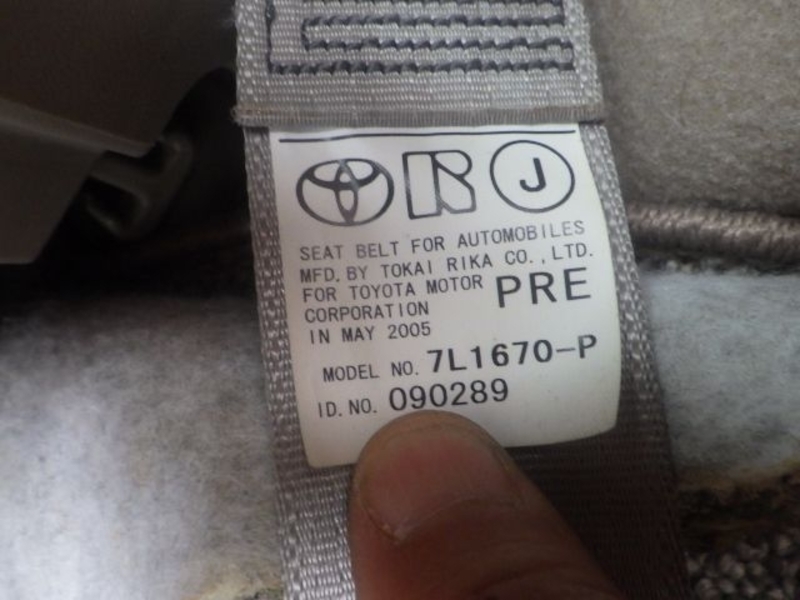 R J
SEAT BELT FOR AUTOMOBILES
MFD. BY TOKAI RIKA CO., LTD.
FOR TOYOTA MOTOR PRE
CORPORATION
IN MAY 2005
MODEL NO. 7L1670-P
ID. NO. 090289